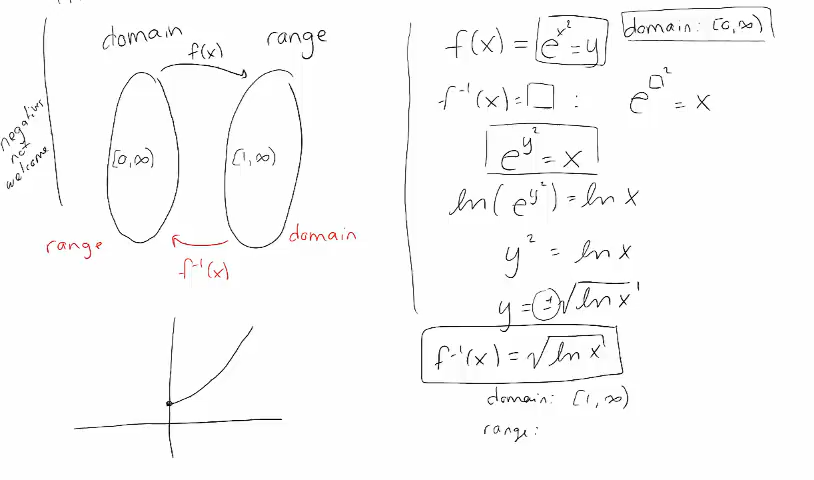 domain
range
f(x)
negatives
not
welcome
[0,∞)
[1,∞)
range
domain
f⁻¹(x)
f(x) = e^{x²} = y
domain: [0,∞)
f⁻¹(x) = □ : e^{□²} = x
e^{y²} = x
ln(e^{y²}) = ln x
y² = ln x
y = ±√(ln x)
f⁻¹(x) = √(ln x)
domain: [1,∞)
range: